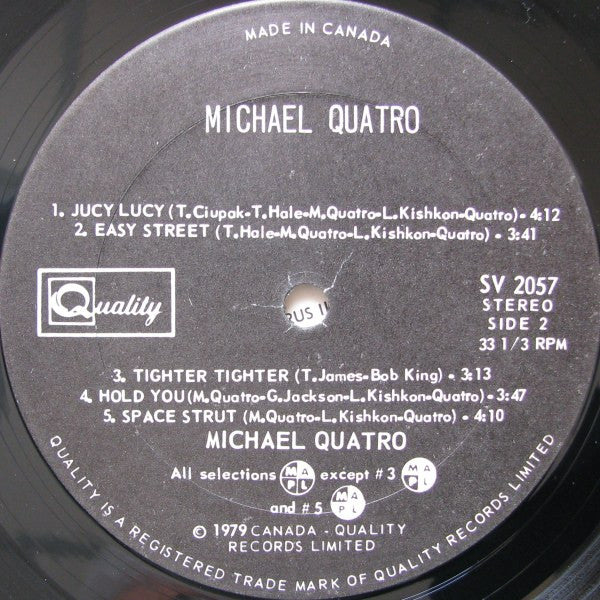 MADE IN CANADA
MICHAEL QUATRO
1. JUCY LUCY (T. Ciupak-T. Hale-M. Quatro-L. Kishkon-Quatro) - 4:12
2. EASY STREET (T. Hale-M. Quatro-L. Kishkon-Quatro) - 3:41
Quality
SV 2057
STEREO
SIDE 2
33 1/3 RPM
RUS II
3. TIGHTER TIGHTER (T. James-Bob King) - 3:13
4. HOLD YOU (M. Quatro-G. Jackson-L. Kishkon-Quatro) - 3:47
5. SPACE STRUT (M. Quatro-L. Kishkon-Quatro) - 4:10
MICHAEL QUATRO
All selections MAPL except #3 MAPL
and #5 MAPL
© 1979 CANADA - QUALITY
RECORDS LIMITED
QUALITY IS A REGISTERED TRADE MARK OF QUALITY RECORDS LIMITED